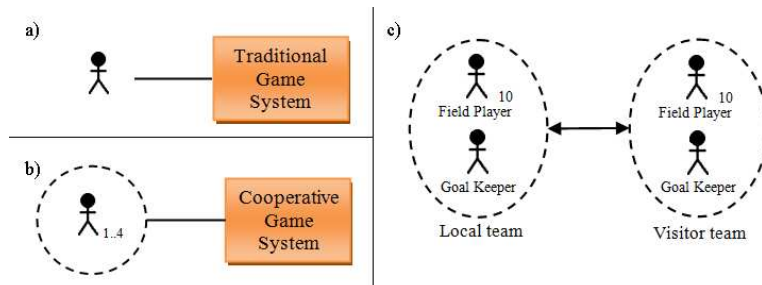 a)
Traditional
Game
System
b)
1..4
Cooperative
Game
System
c)
10
Field Player
Goal Keeper
Local team
10
Field Player
Goal Keeper
Visitor team